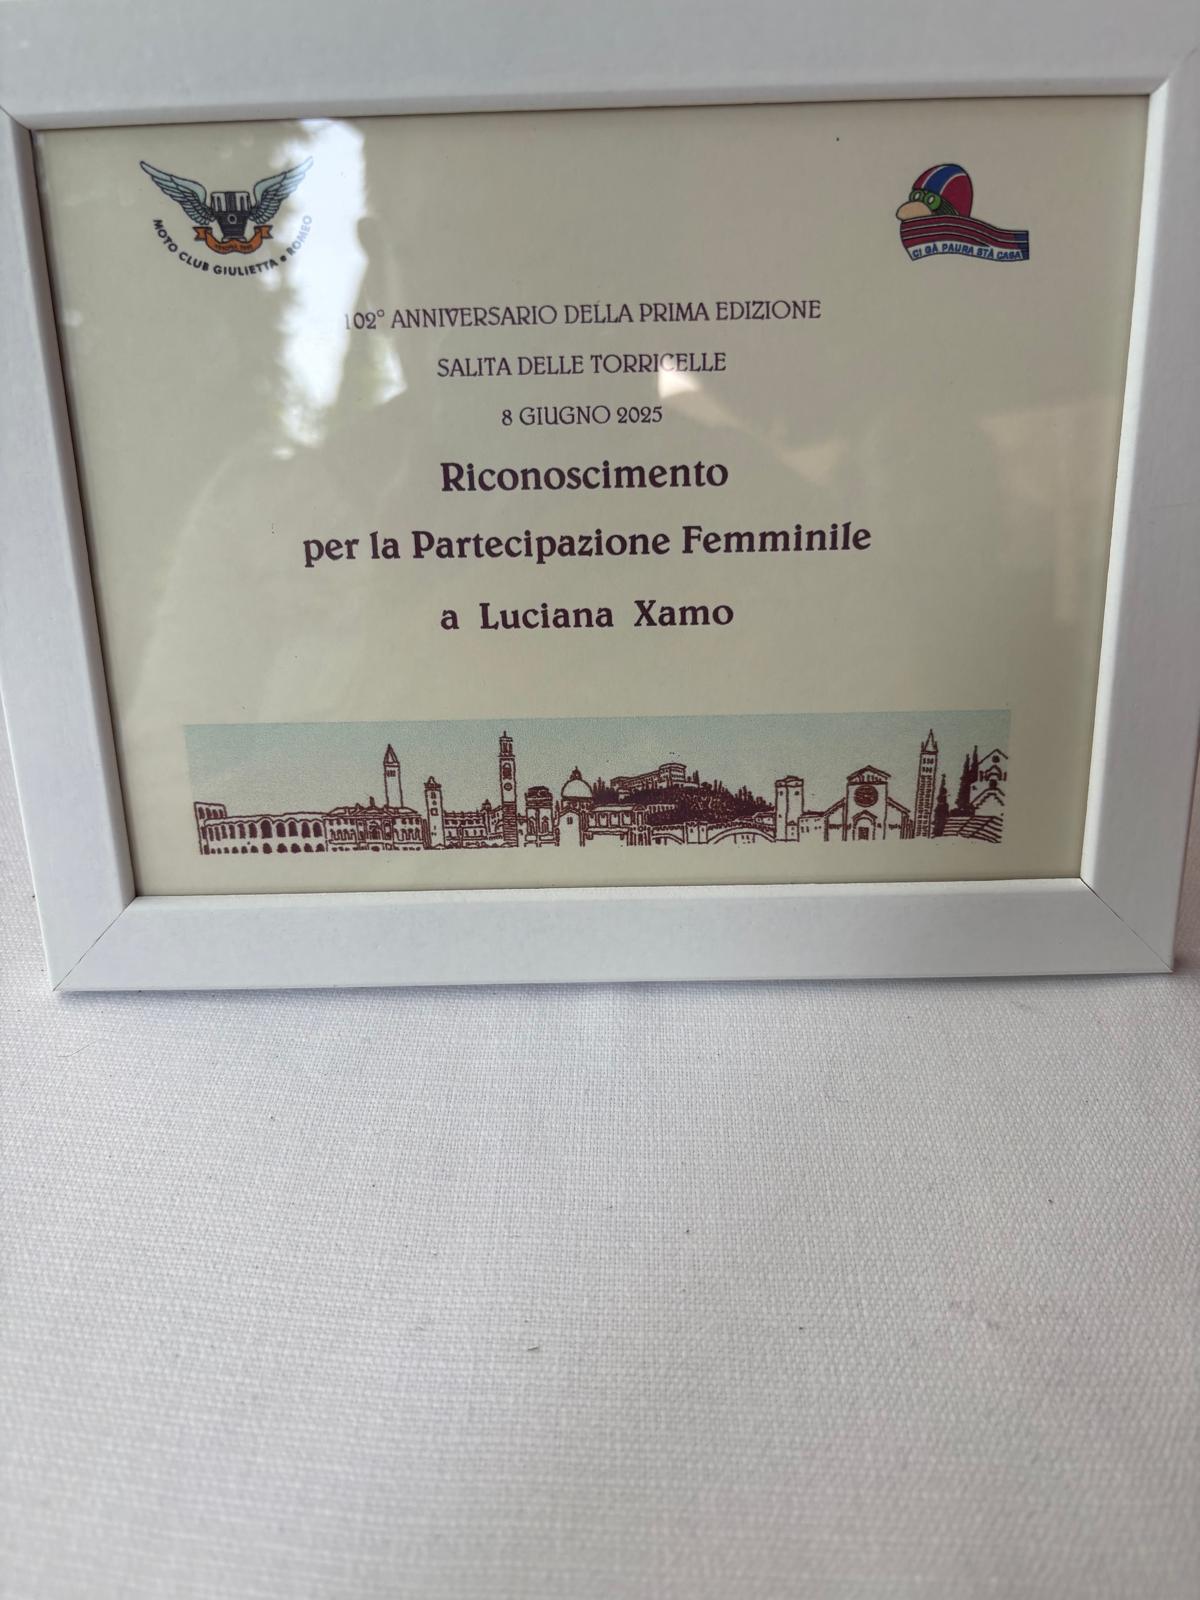 MOTO CLUB GIULIETTA • ROMEO
CI GÀ PAURA STÀ CASA
102° ANNIVERSARIO DELLA PRIMA EDIZIONE
SALITA DELLE TORRICELLE
8 GIUGNO 2025
Riconoscimento
per la Partecipazione Femminile
a Luciana Xamo